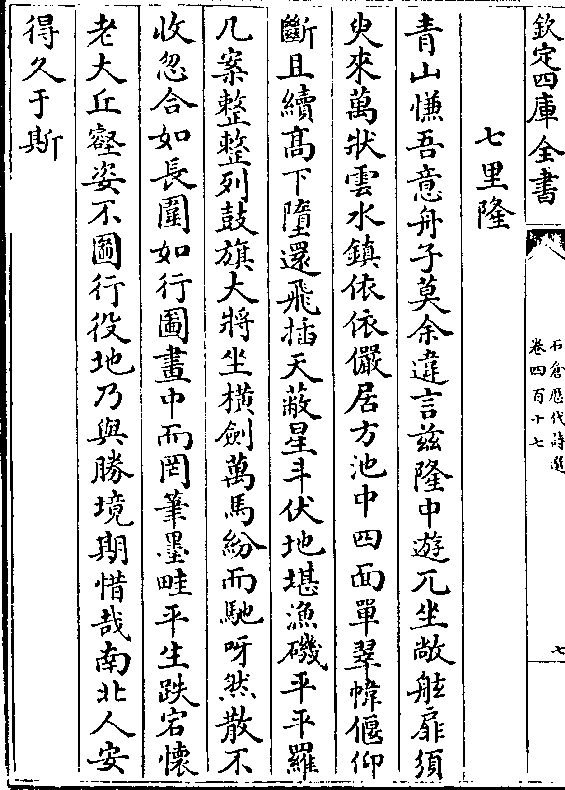 欽定四庫全書
石倉歴代詩選
卷四百十七
七
七里隆
青山慊吾意舟子莫余違言兹隆中遊兀坐敞舷扉須
臾來萬狀雲水鎮依依儼居方池中四面單翠幃偃仰
斷且續髙下墮還飛插天蔽星斗伏地堪漁磯平平羅
几案整整列鼓旗大將坐横劍萬馬紛而馳呀然散不
收忽合如長圍如行圖畫中而罔筆墨畦平生跌宕懷
老大丘壑姿不圖行役地乃與勝境期惜哉南北人安
得久于斯